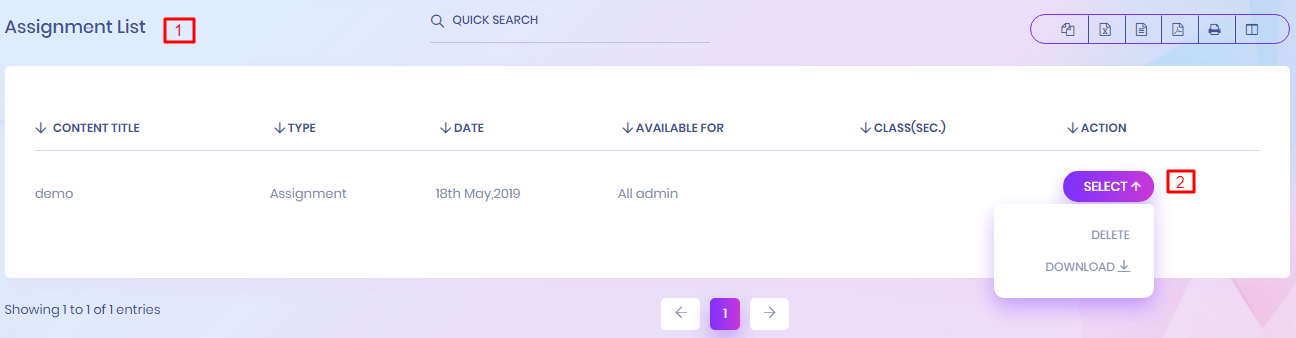 Assignment List 1 QUICK SEARCH
CONTENT TITLE TYPE DATE AVAILABLE FOR CLASS(SEC.) ACTION
demo Assignment 18th May,2019 All admin SELECT 2
DELETE
DOWNLOAD
Showing 1 to 1 of 1 entries 1